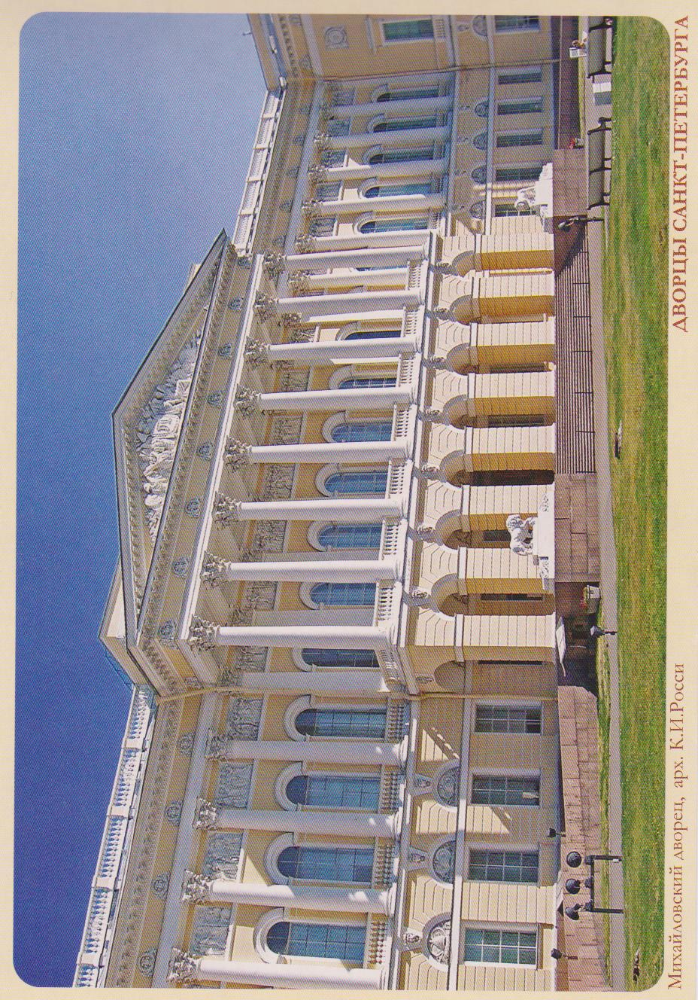 Михайловский дворец, арх. К.И.Росси
ДВОРЦЫ САНКТ-ПЕТЕРБУРГА